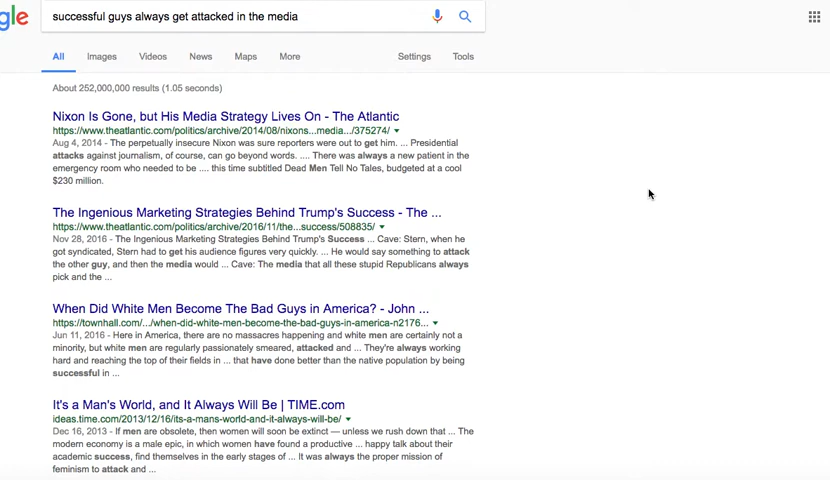 gle successful guys always get attacked in the media
All Images Videos News Maps More Settings Tools
About 252,000,000 results (1.05 seconds)
Nixon Is Gone, but His Media Strategy Lives On - The Atlantic
https://www.theatlantic.com/politics/archive/2014/08/nixons...media.../375274/
Aug 4, 2014 - The perpetually insecure Nixon was sure reporters were out to get him. ... Presidential
attacks against journalism, of course, can go beyond words. .... There was always a new patient in the
emergency room who needed to be .... this time subtitled Dead Men Tell No Tales, budgeted at a cool
$230 million.
The Ingenious Marketing Strategies Behind Trump's Success - The ...
https://www.theatlantic.com/politics/archive/2016/11/the...success/508835/
Nov 28, 2016 - The Ingenious Marketing Strategies Behind Trump's Success ... Cave: Stern, when he
got syndicated, Stern had to get his audience figures very quickly. ... He would say something to attack
the other guy, and then the media would ... Cave: The media that all these stupid Republicans always
pick and the ...
When Did White Men Become The Bad Guys in America? - John ...
https://townhall.com/.../when-did-white-men-become-the-bad-guys-in-america-n2176...
Jun 11, 2016 - Here in America, there are no massacres happening and white men are certainly not a
minority, but white men are regularly passionately smeared, attacked and ... They're always working
hard and reaching the top of their fields in ... that have done better than the native population by being
successful in ...
It's a Man's World, and It Always Will Be | TIME.com
ideas.time.com/2013/12/16/its-a-mans-world-and-it-always-will-be/
Dec 16, 2013 - If men are obsolete, then women will soon be extinct — unless we rush down that ... The
modern economy is a male epic, in which women have found a productive ... happy talk about their
academic success, find themselves in the early stages of ... It was always the proper mission of
feminism to attack and ...